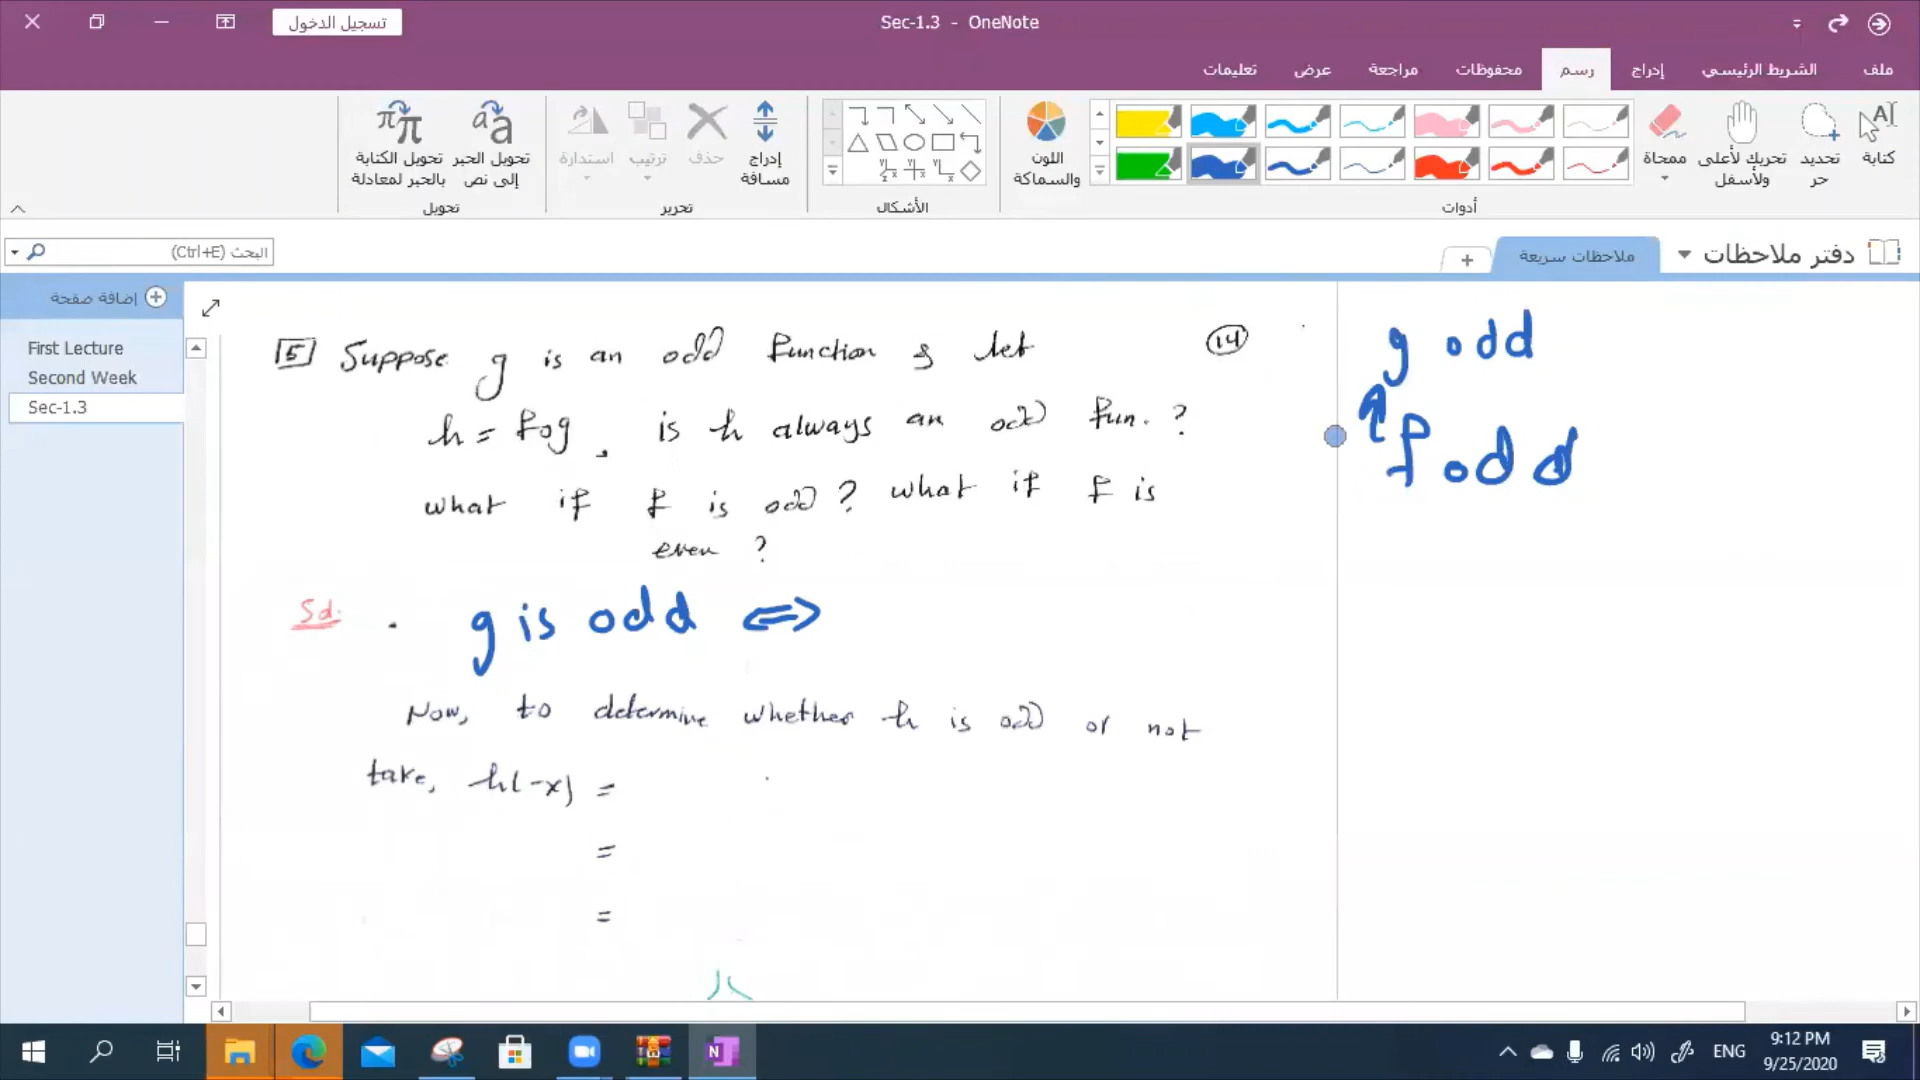 تسجيل الدخول
Sec-1.3 - OneNote
ملف
الشريط الرئيسي
إدراج
رسم
محفوظات
مراجعة
عرض
تعليمات
كتابة
تحديد حر
تحريك لأعلى ولأسفل
ممحاة
أدوات
اللون والسماكة
الأشكال
إدراج مسافة
حذف
ترتيب
استدارة
تحرير
تحويل الحبر إلى نص
تحويل الكتابة بالحبر لمعادلة
تحويل
دفتر ملاحظات
ملاحظات سريعة
البحث (Ctrl+E)
إضافة صفحة
First Lecture
Second Week
Sec-1.3
5 Suppose g is an odd function & let
14
h = fog, is h always an odd fun. ?
what if f is odd ? what if f is
even ?
Sol. g is odd ⇔
Now, to determine whether h is odd or not
take, h(-x) =
=
=
g odd
f odd
ENG
9:12 PM
9/25/2020